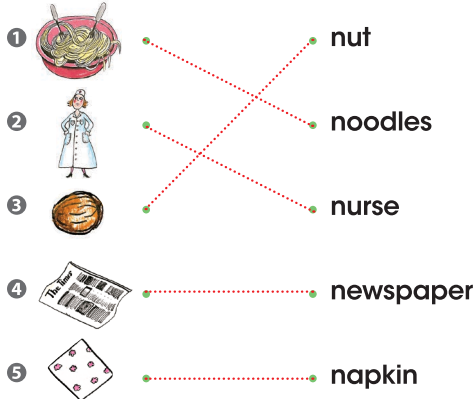 1 nut
2 noodles
3 nurse
4 The Times newspaper
5 napkin